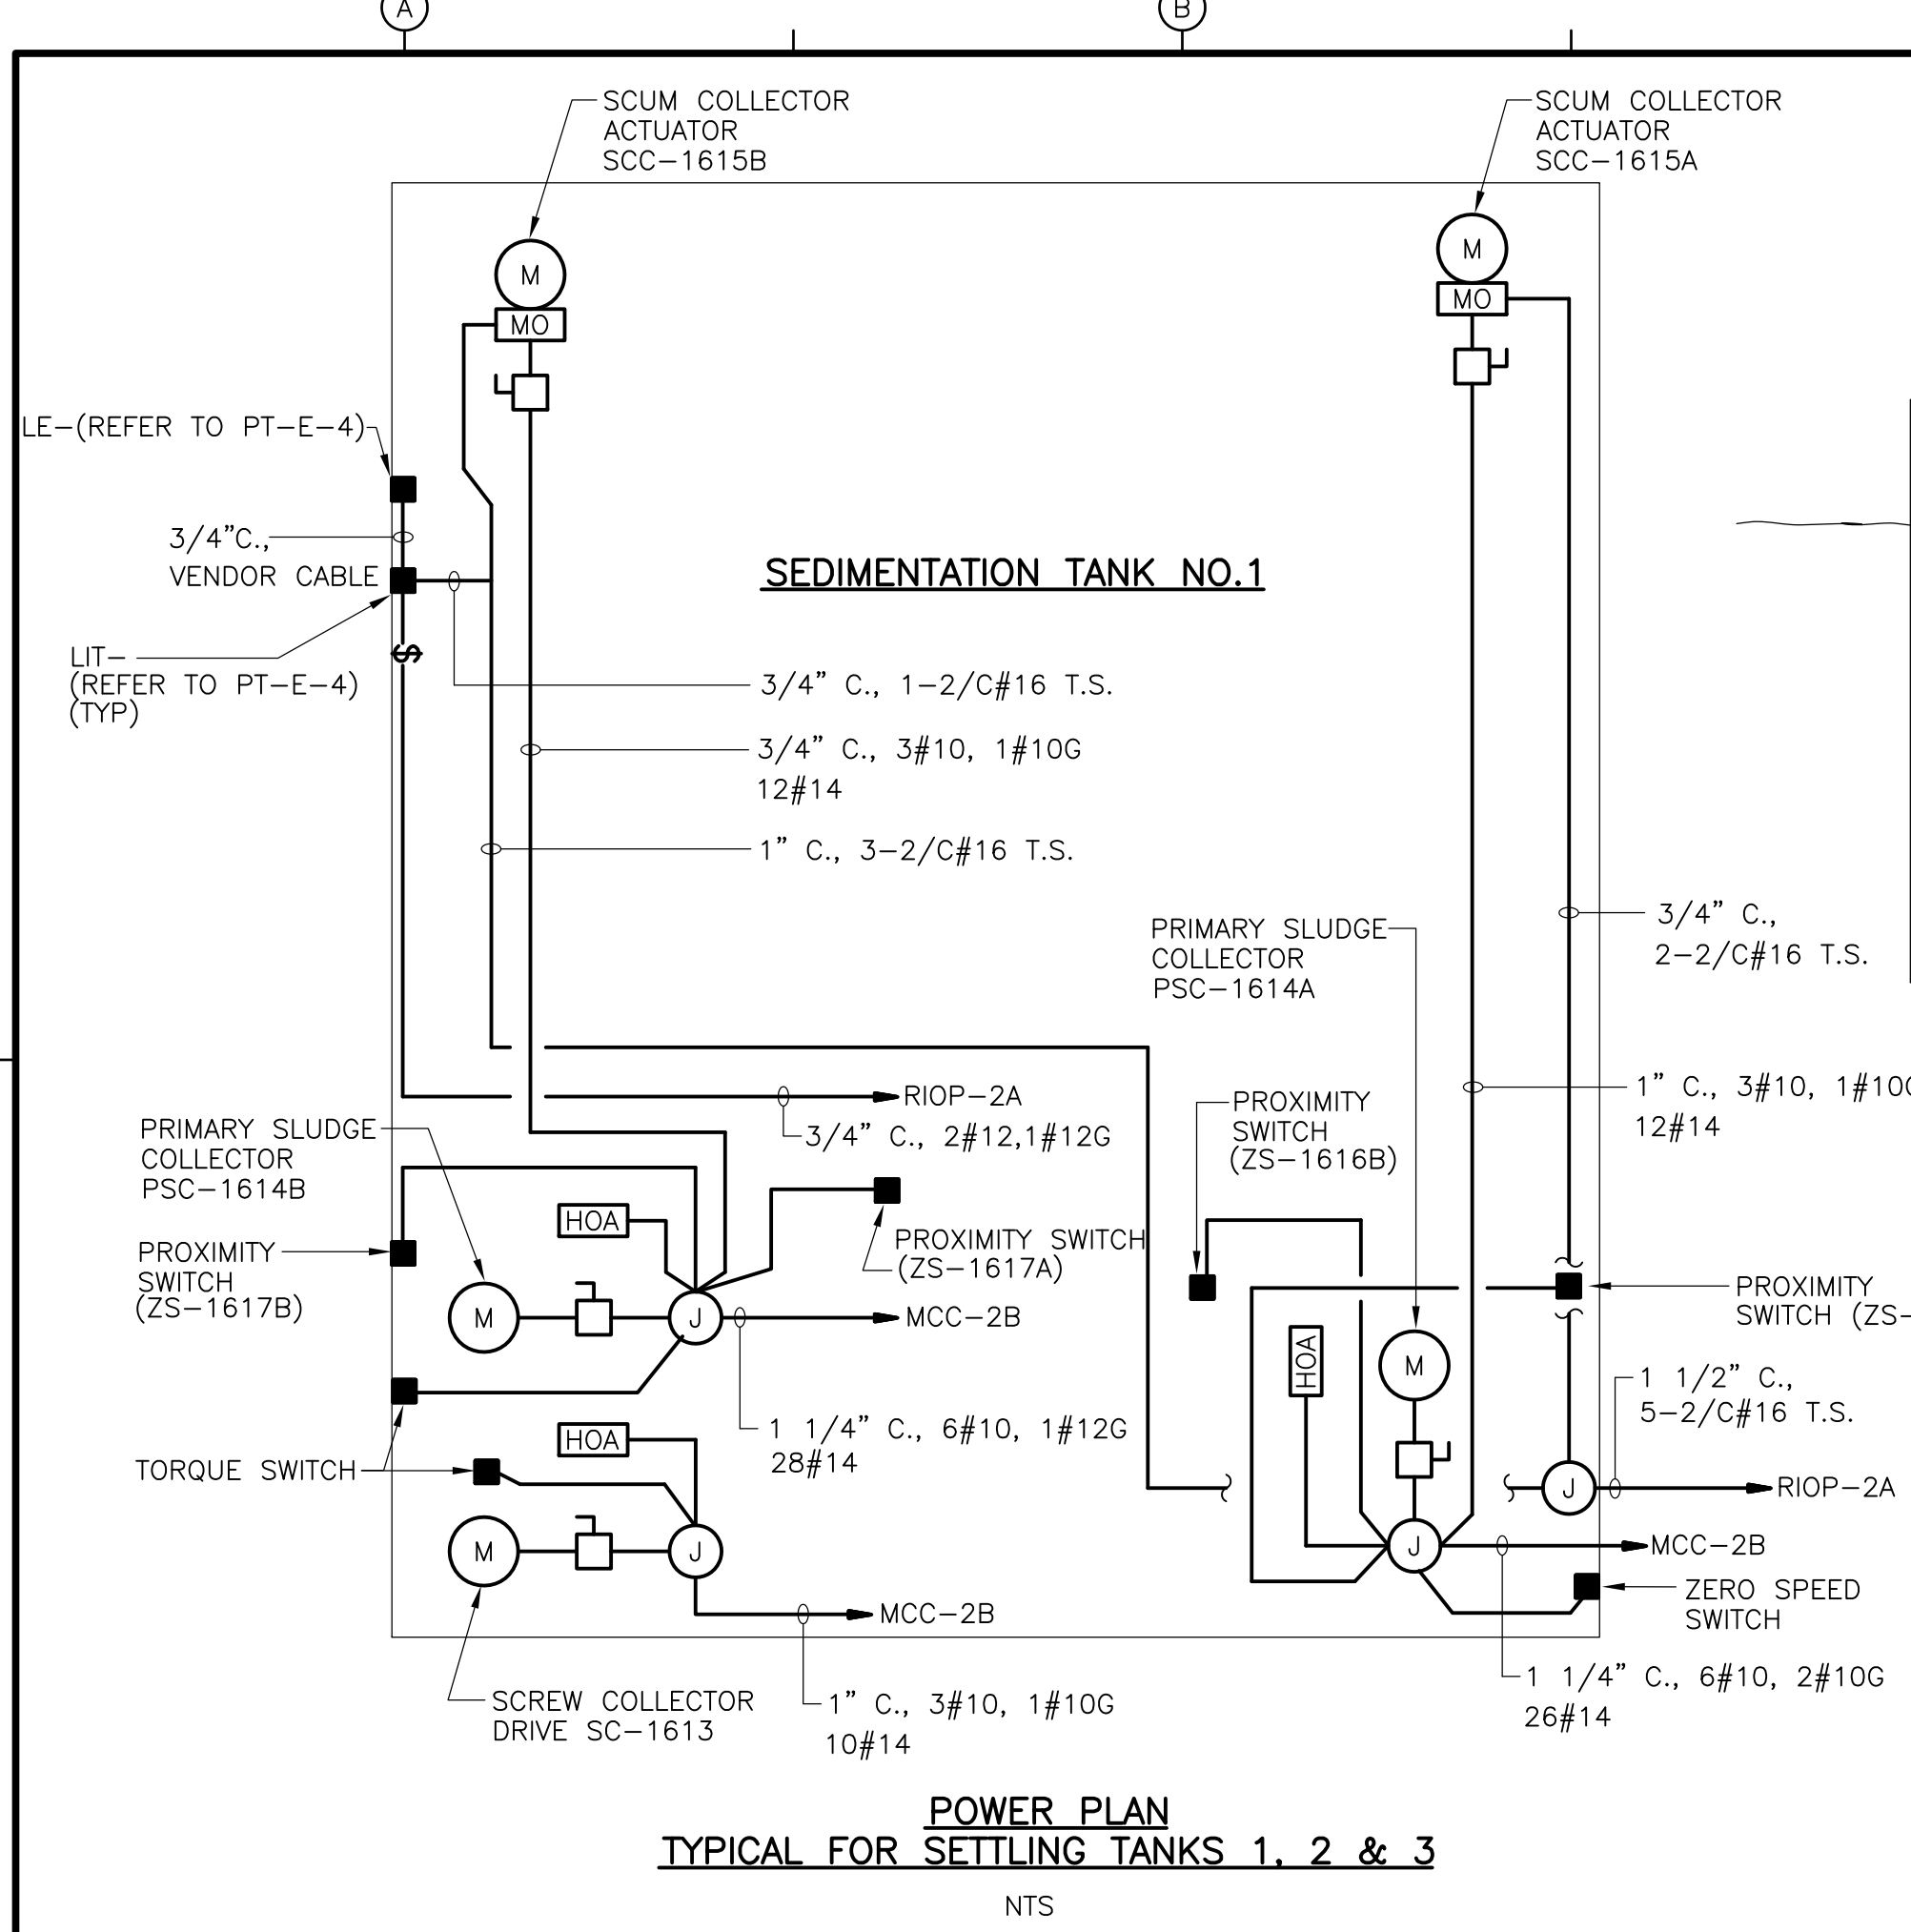 A
B
SCUM COLLECTOR
ACTUATOR
SCC-1615B
SCUM COLLECTOR
ACTUATOR
SCC-1615A
M
MO
M
MO
LE-(REFER TO PT-E-4)
3/4"C.,
VENDOR CABLE
SEDIMENTATION TANK NO.1
LIT-
(REFER TO PT-E-4)
(TYP)
$
3/4" C., 1-2/C#16 T.S.
3/4" C., 3#10, 1#10G
12#14
1" C., 3-2/C#16 T.S.
3/4" C.,
2-2/C#16 T.S.
PRIMARY SLUDGE
COLLECTOR
PSC-1614A
RIOP-2A
3/4" C., 2#12,1#12G
PROXIMITY
SWITCH
(ZS-1616B)
1" C., 3#10, 1#10G
12#14
PRIMARY SLUDGE
COLLECTOR
PSC-1614B
HOA
PROXIMITY SWITCH
(ZS-1617A)
PROXIMITY
SWITCH
(ZS-1617B)
M
J
MCC-2B
PROXIMITY
SWITCH (ZS-
HOA
M
1 1/2" C.,
5-2/C#16 T.S.
1 1/4" C., 6#10, 1#12G
28#14
HOA
TORQUE SWITCH
J
RIOP-2A
M
J
J
MCC-2B
ZERO SPEED
SWITCH
MCC-2B
1 1/4" C., 6#10, 2#10G
26#14
SCREW COLLECTOR
DRIVE SC-1613
1" C., 3#10, 1#10G
10#14
POWER PLAN
TYPICAL FOR SETTLING TANKS 1, 2 & 3
NTS